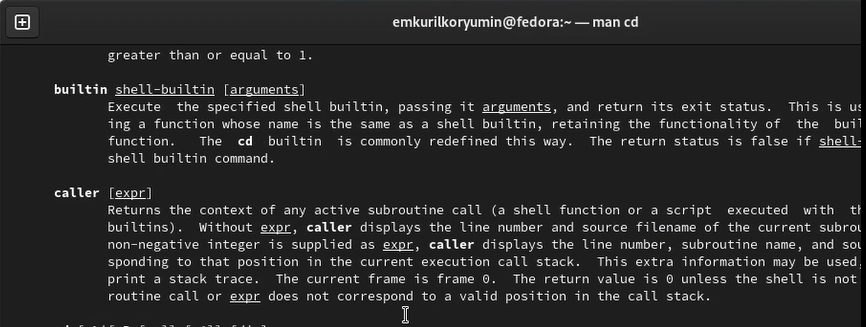 emkurilkoryumin@fedora:~ — man cd
greater than or equal to 1.
builtin shell-builtin [arguments]
Execute the specified shell builtin, passing it arguments, and return its exit status. This is us
ing a function whose name is the same as a shell builtin, retaining the functionality of the buil
function. The cd builtin is commonly redefined this way. The return status is false if shell-
shell builtin command.
caller [expr]
Returns the context of any active subroutine call (a shell function or a script executed with th
builtins). Without expr, caller displays the line number and source filename of the current subrou
non-negative integer is supplied as expr, caller displays the line number, subroutine name, and sou
sponding to that position in the current execution call stack. This extra information may be used,
print a stack trace. The current frame is frame 0. The return value is 0 unless the shell is not
routine call or expr does not correspond to a valid position in the call stack.